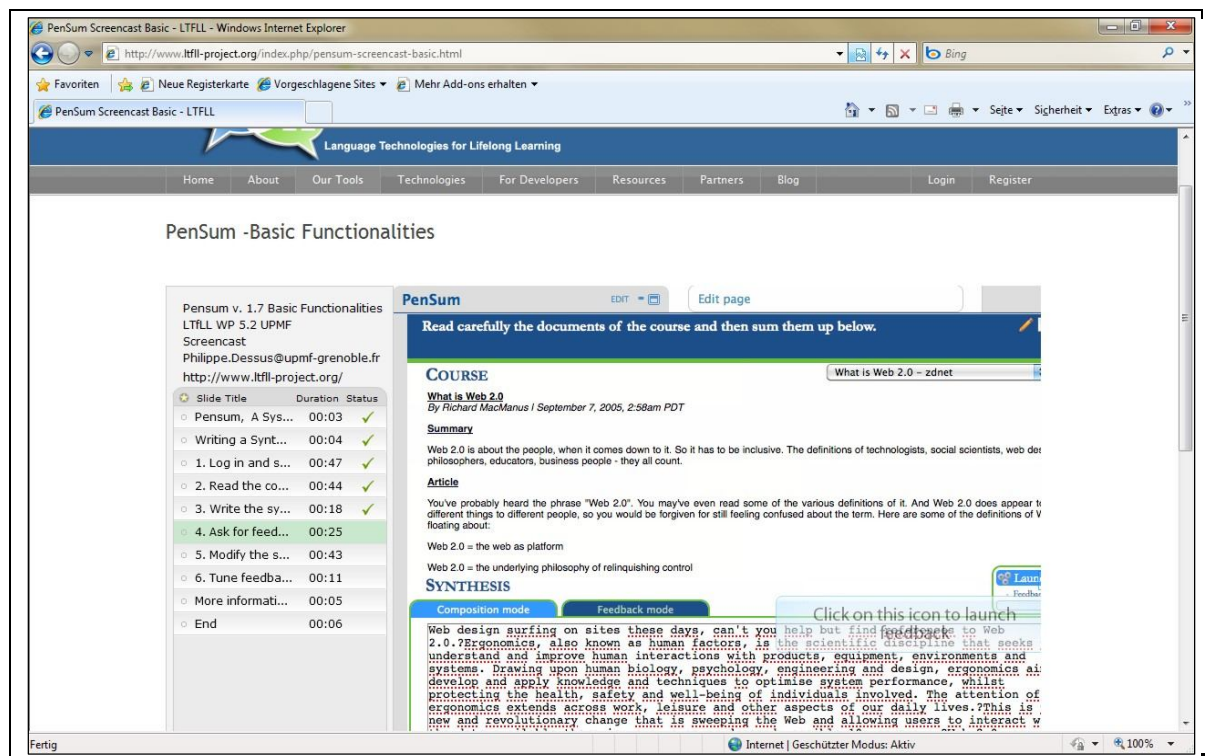 PenSum Screencast Basic - LTFLL - Windows Internet Explorer
http://www.ltfll-project.org/index.php/pensum-screencast-basic.html
Bing
Favoriten Neue Registerkarte Vorgeschlagene Sites Mehr Add-ons erhalten
PenSum Screencast Basic - LTFLL Seite Sicherheit Extras
Language Technologies for Lifelong Learning
Home About Our Tools Technologies For Developers Resources Partners Blog Login Register
PenSum -Basic Functionalities
Pensum v. 1.7 Basic Functionalities
LTfLL WP 5.2 UPMF
Screencast
Philippe.Dessus@upmf-grenoble.fr
http://www.ltfll-project.org/
Slide Title Duration Status
Pensum, A Sys... 00:03
Writing a Synt... 00:04
1. Log in and s... 00:47
2. Read the co... 00:44
3. Write the sy... 00:18
4. Ask for feed... 00:25
5. Modify the s... 00:43
6. Tune feedba... 00:11
More informati... 00:05
End 00:06
PenSum EDIT Edit page
Read carefully the documents of the course and then sum them up below.
COURSE What is Web 2.0 - zdnet
What is Web 2.0
By Richard MacManus I September 7, 2005, 2:58am PDT
Summary
Web 2.0 is about the people, when it comes down to it. So it has to be inclusive. The definitions of technologists, social scientists, web de
philosophers, educators, business people - they all count.
Article
You've probably heard the phrase "Web 2.0". You may've even read some of the various definitions of it. And Web 2.0 does appear t
different things to different people, so you would be forgiven for still feeling confused about the term. Here are some of the definitions of
floating about:
Web 2.0 = the web as platform
Web 2.0 = the underlying philosophy of relinquishing control
SYNTHESIS
Composition mode Feedback mode
Click on this icon to launch
feedback
Web design surfing on sites these days, can't you help but find to Web
2.0.?Ergonomics, also known as human factors, is the scientific discipline that seeks
understand and improve human interactions with products, equipment, environments and
systems. Drawing upon human biology, psychology, engineering and design, ergonomics ai
develop and apply knowledge and techniques to optimise system performance, whilst
protecting the health, safety and well-being of individuals involved. The attention of
ergonomics extends across work, leisure and other aspects of our daily lives.?This is
new and revolutionary change that is sweeping the Web and allowing users to interact w
Fertig Internet | Geschützter Modus: Aktiv 100%